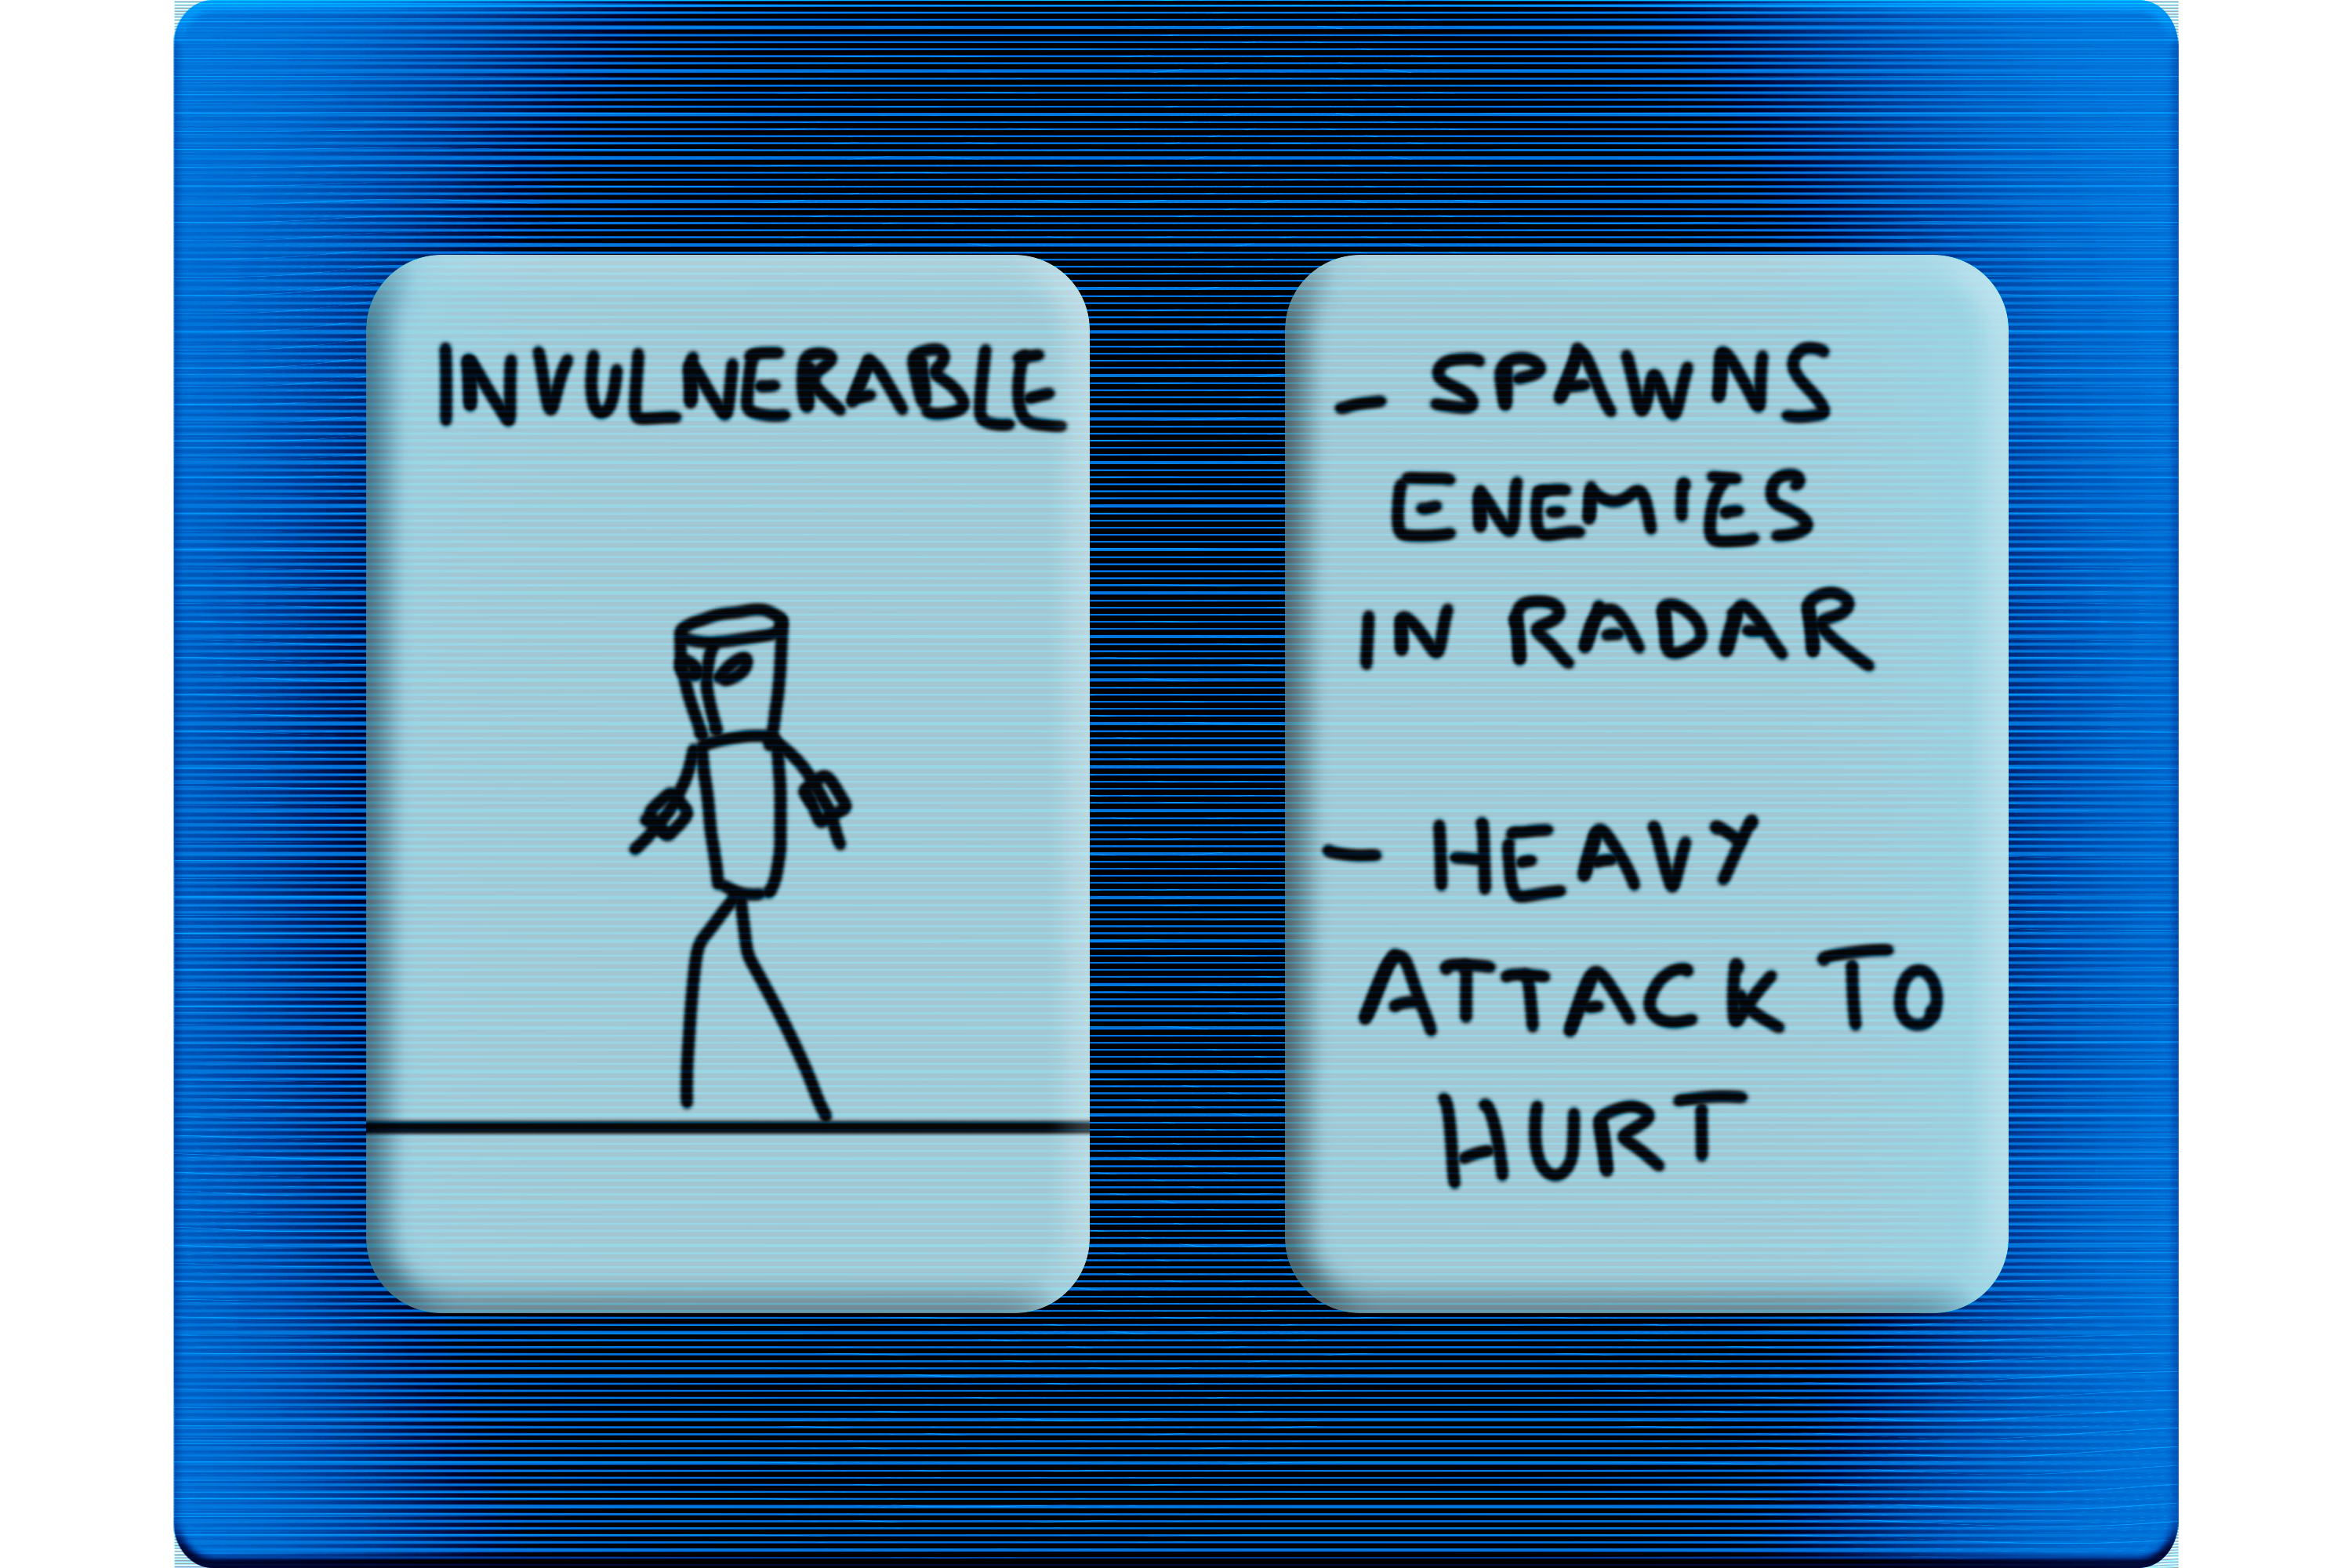 INVULNERABLE
- SPAWNS
ENEMIES
IN RADAR
- HEAVY
ATTACK TO
HURT